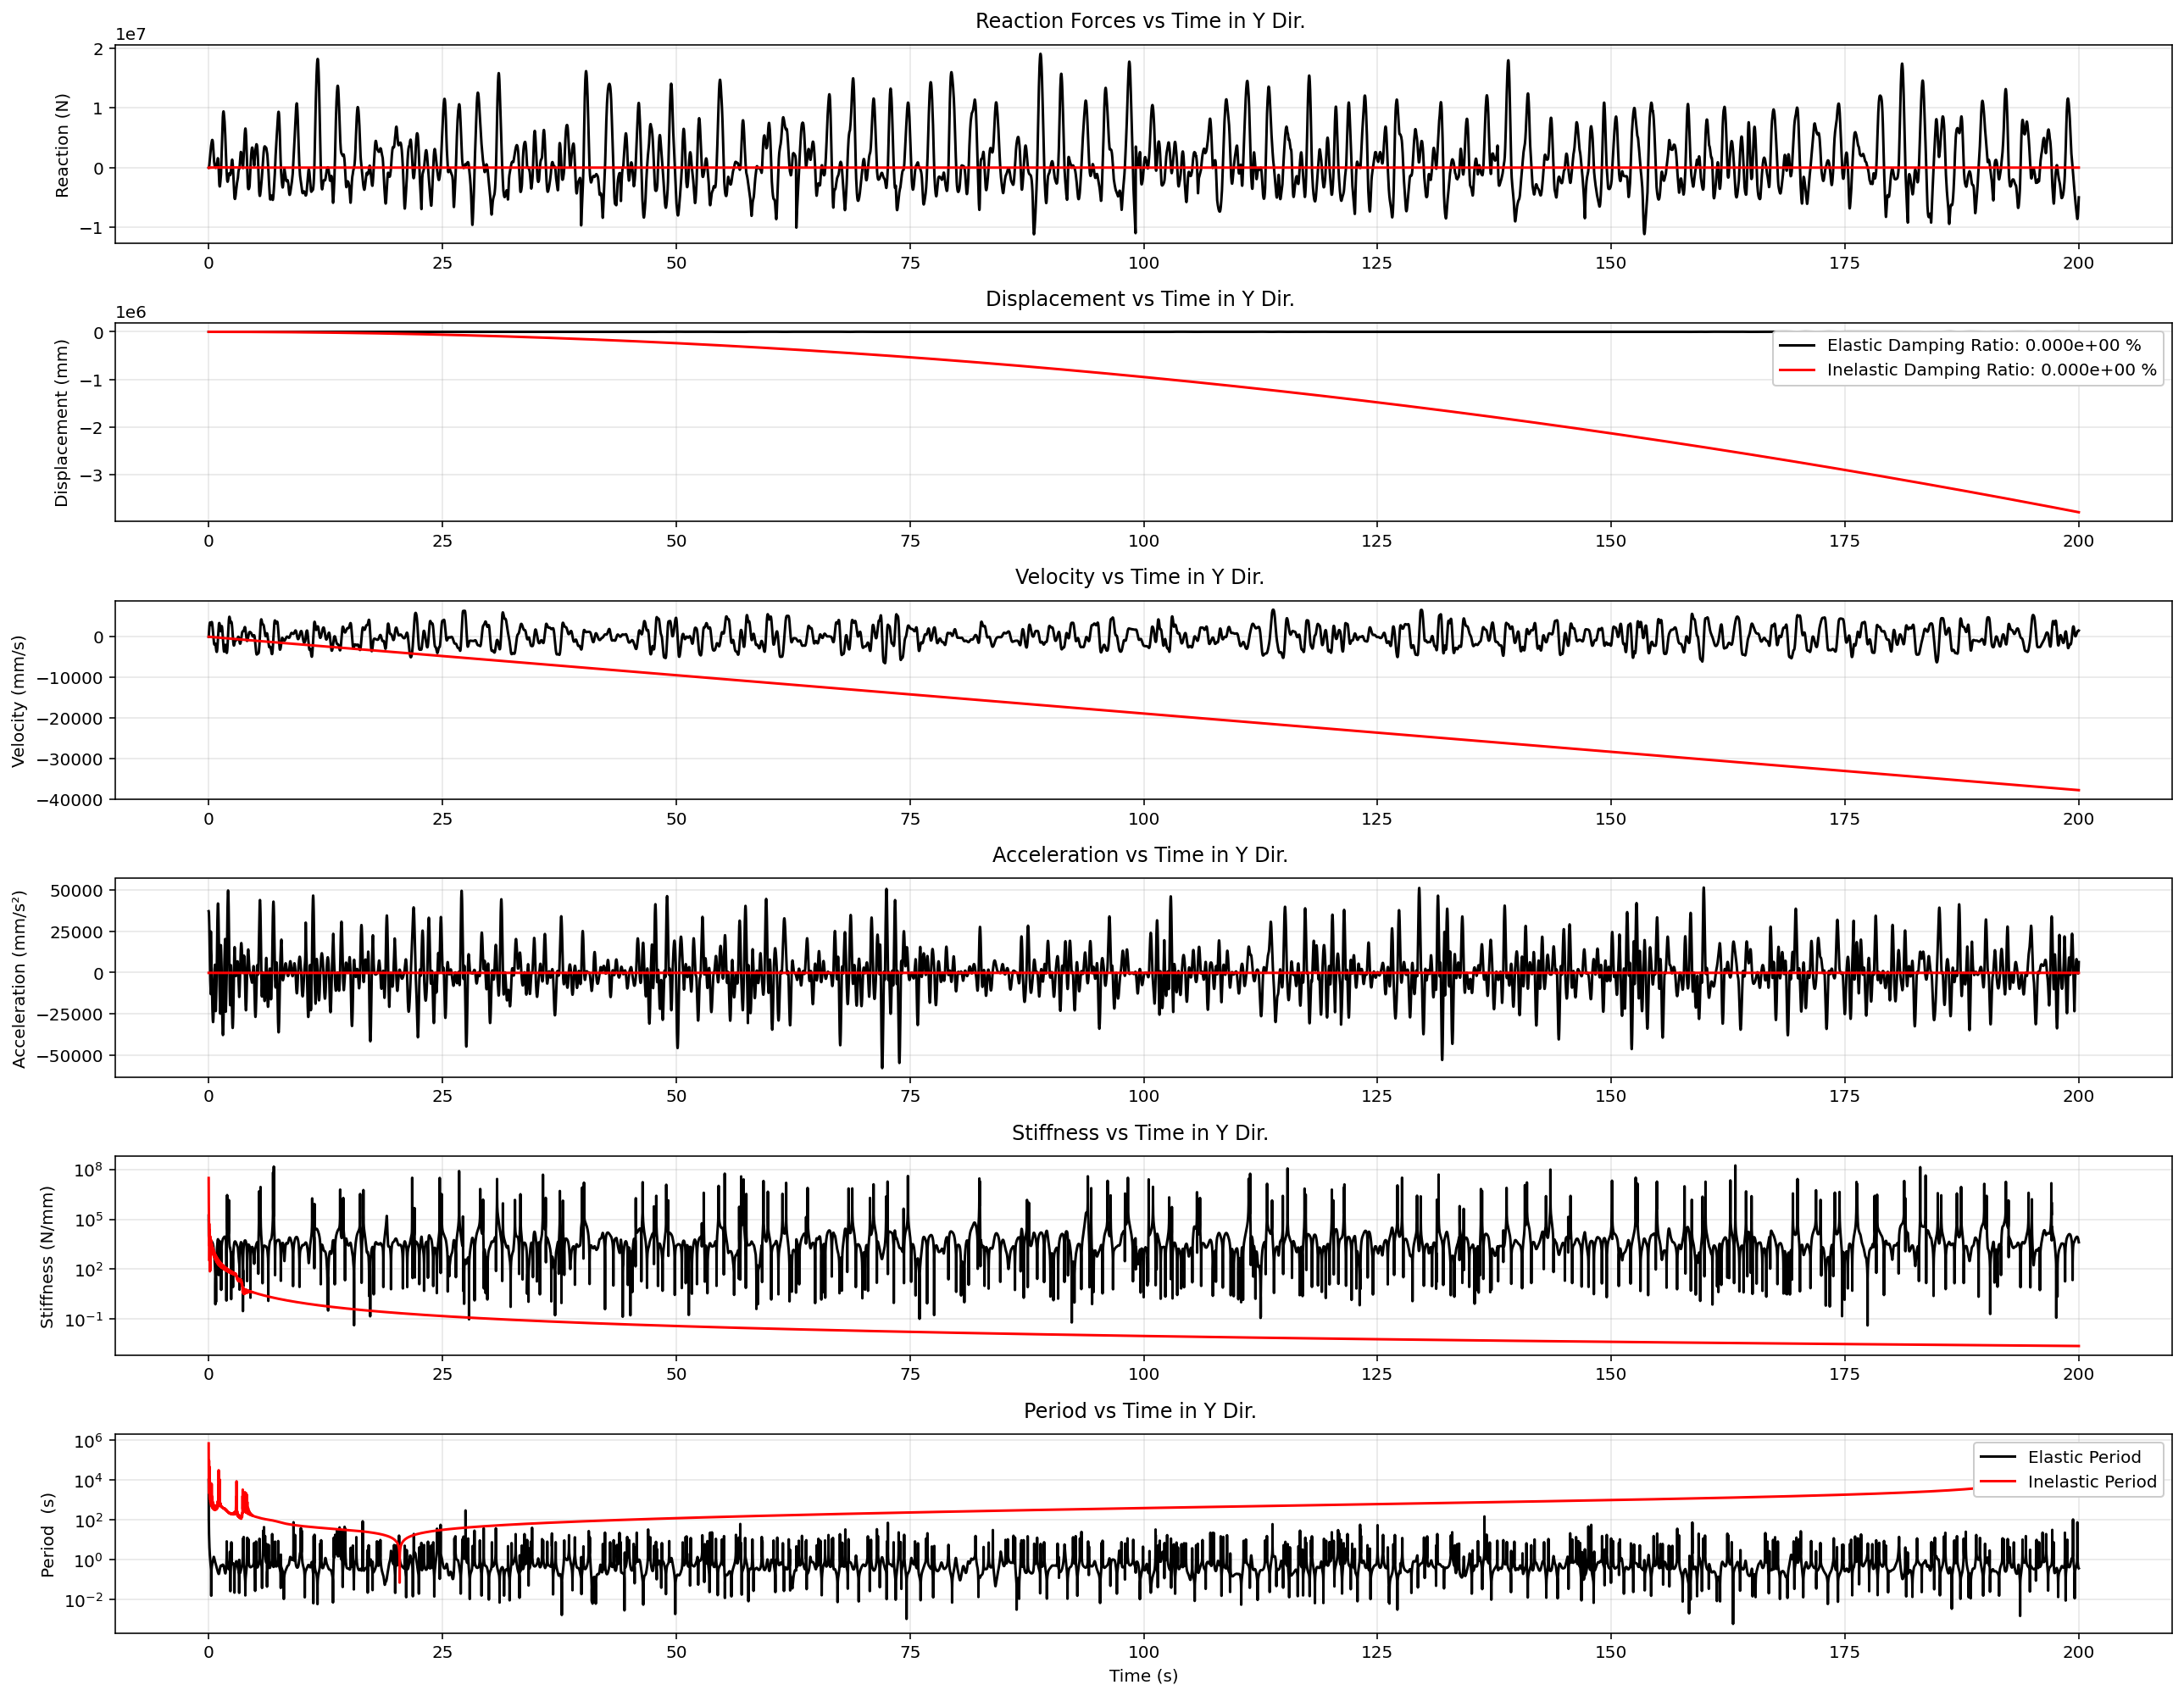 Reaction Forces vs Time in Y Dir.
1e7
Reaction (N)
2
1
0
−1
0 25 50 75 100 125 150 175 200
Displacement vs Time in Y Dir.
1e6
Displacement (mm)
0
−1
−2
−3
Elastic Damping Ratio: 0.000e+00 %
Inelastic Damping Ratio: 0.000e+00 %
0 25 50 75 100 125 150 175 200
Velocity vs Time in Y Dir.
Velocity (mm/s)
0
−10000
−20000
−30000
−40000
0 25 50 75 100 125 150 175 200
Acceleration vs Time in Y Dir.
Acceleration (mm/s²)
50000
25000
0
−25000
−50000
0 25 50 75 100 125 150 175 200
Stiffness vs Time in Y Dir.
Stiffness (N/mm)
10⁸
10⁵
10²
10⁻¹
0 25 50 75 100 125 150 175 200
Period vs Time in Y Dir.
Period (s)
10⁶
10⁴
10²
10⁰
10⁻²
Elastic Period
Inelastic Period
0 25 50 75 100 125 150 175 200
Time (s)